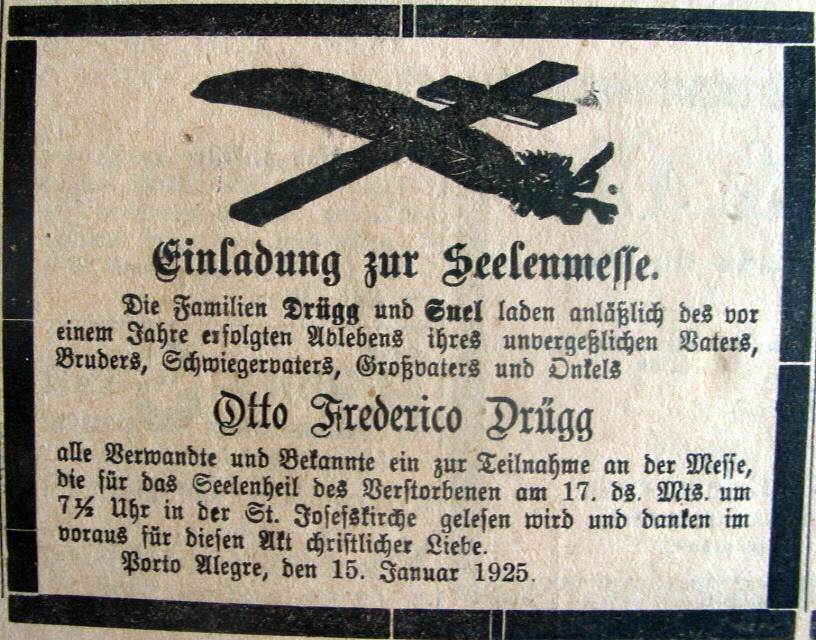 Einladung zur Seelenmesse.
Die Familien Drügg und Snel laden anläßlich des vor
einem Jahre erfolgten Ablebens ihres unvergeßlichen Vaters,
Bruders, Schwiegervaters, Großvaters und Onkels
Otto Frederico Drügg
alle Verwandte und Bekannte ein zur Teilnahme an der Messe,
die für das Seelenheil des Verstorbenen am 17. ds. Mts. um
7½ Uhr in der St. Josefskirche gelesen wird und danken im
voraus für diesen Akt christlicher Liebe.
Porto Alegre, den 15. Januar 1925.